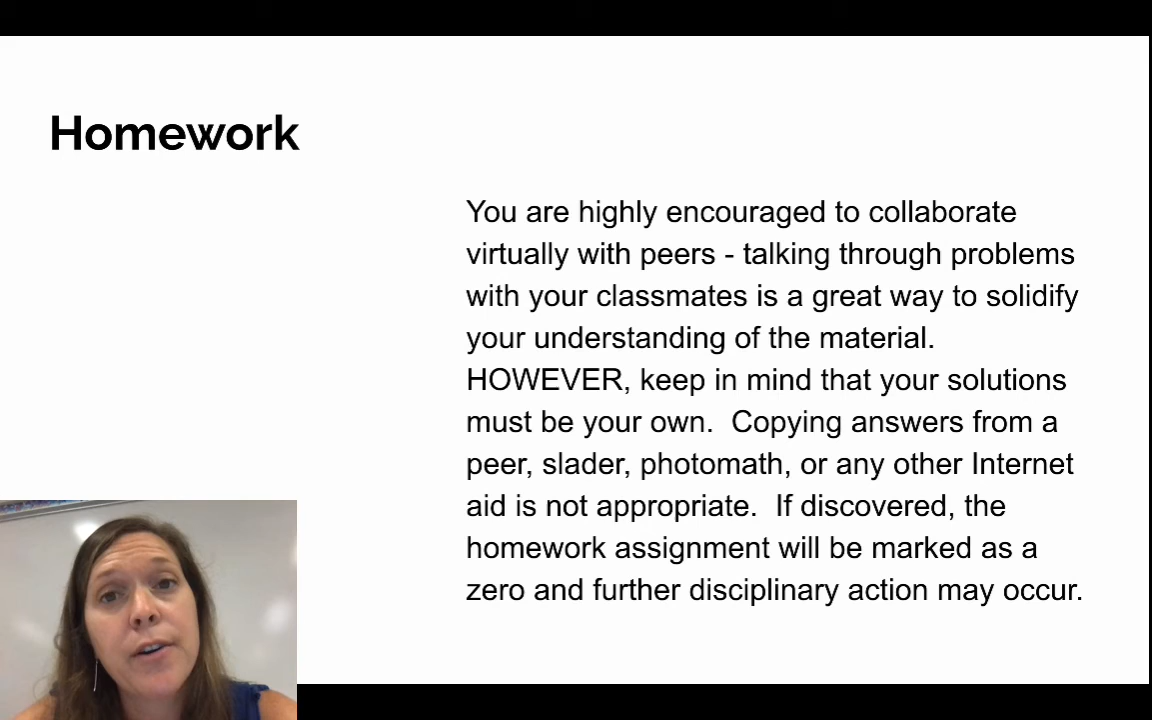 Homework
You are highly encouraged to collaborate
virtually with peers - talking through problems
with your classmates is a great way to solidify
your understanding of the material.
HOWEVER, keep in mind that your solutions
must be your own.  Copying answers from a
peer, slader, photomath, or any other Internet
aid is not appropriate.  If discovered, the
homework assignment will be marked as a
zero and further disciplinary action may occur.